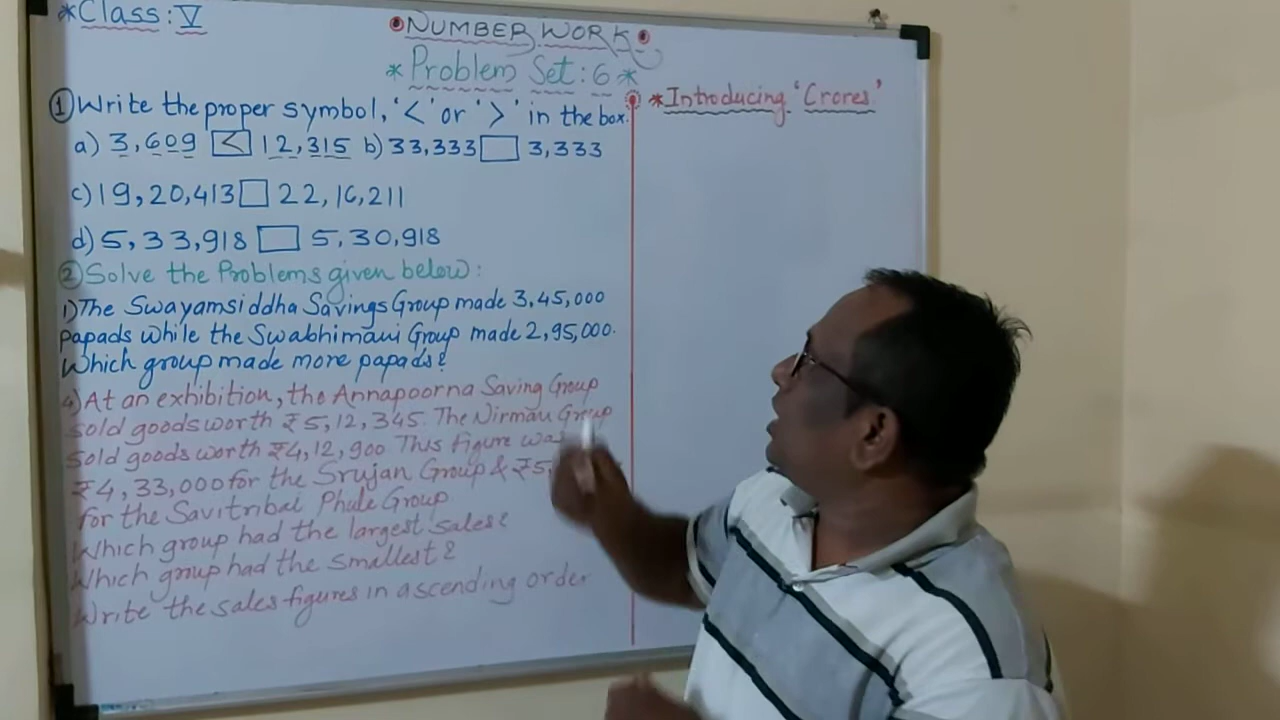 *Class: V
NUMBER WORK
* Problem Set: 6 *
① Write the proper symbol, '<' or '>' in the box.
a) 3,609 < 12,315 b) 33,333 □ 3,333
c) 19,20,413 □ 22,16,211
d) 5,33,918 □ 5,30,918
② Solve the Problems given below:
1) The Swayamsiddha Savings Group made 3,45,000
papads while the Swabhimani Group made 2,95,000.
Which group made more papads?
4) At an exhibition, the Annapoorna Saving Group
sold goods worth ₹5,12,345. The Nirman Group
sold goods worth ₹4,12,900 This figure
₹4,33,000 for the Srujan Group & ₹5
for the Savitribai Phule Group
Which group had the largest sales?
Which group had the smallest?
Write the sales figures in ascending order
* Introducing 'Crores'